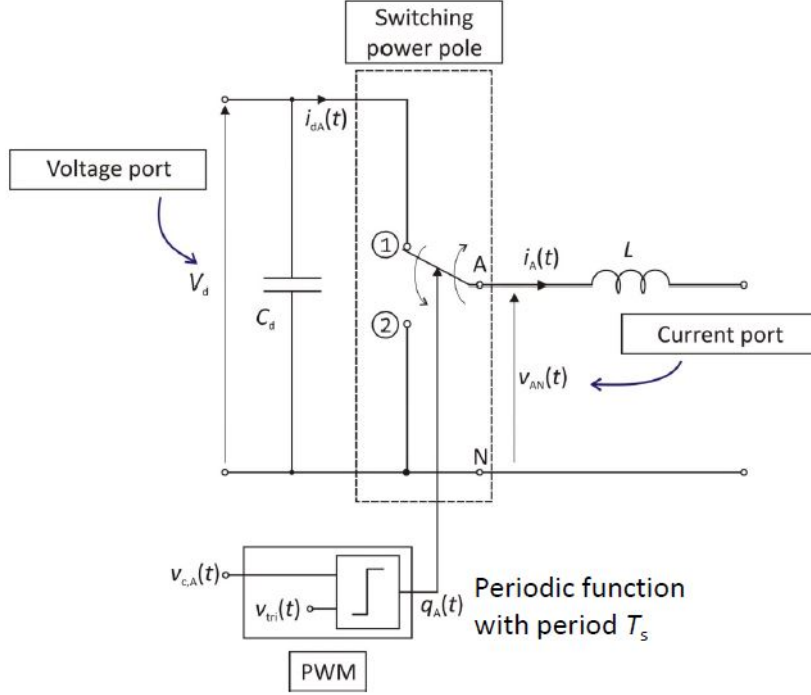 Switching
power pole
i_dA(t)
Voltage port
①
A
i_A(t)
L
V_d
C_d
②
Current port
v_AN(t)
N
v_c,A(t)
v_tri(t)
q_A(t)
Periodic function
with period T_s
PWM